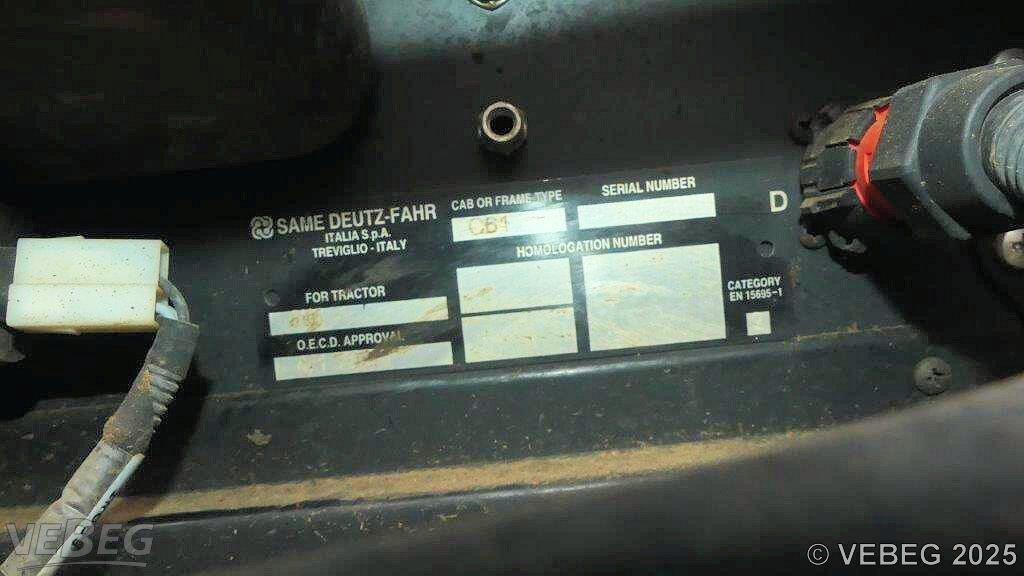 SAME DEUTZ-FAHR
ITALIA S.p.A.
TREVIGLIO - ITALY
CAB OR FRAME TYPE
CB1
SERIAL NUMBER
D
HOMOLOGATION NUMBER
FOR TRACTOR
O.E.C.D. APPROVAL
CATEGORY
EN 15695-1
VEBEG
© VEBEG 2025